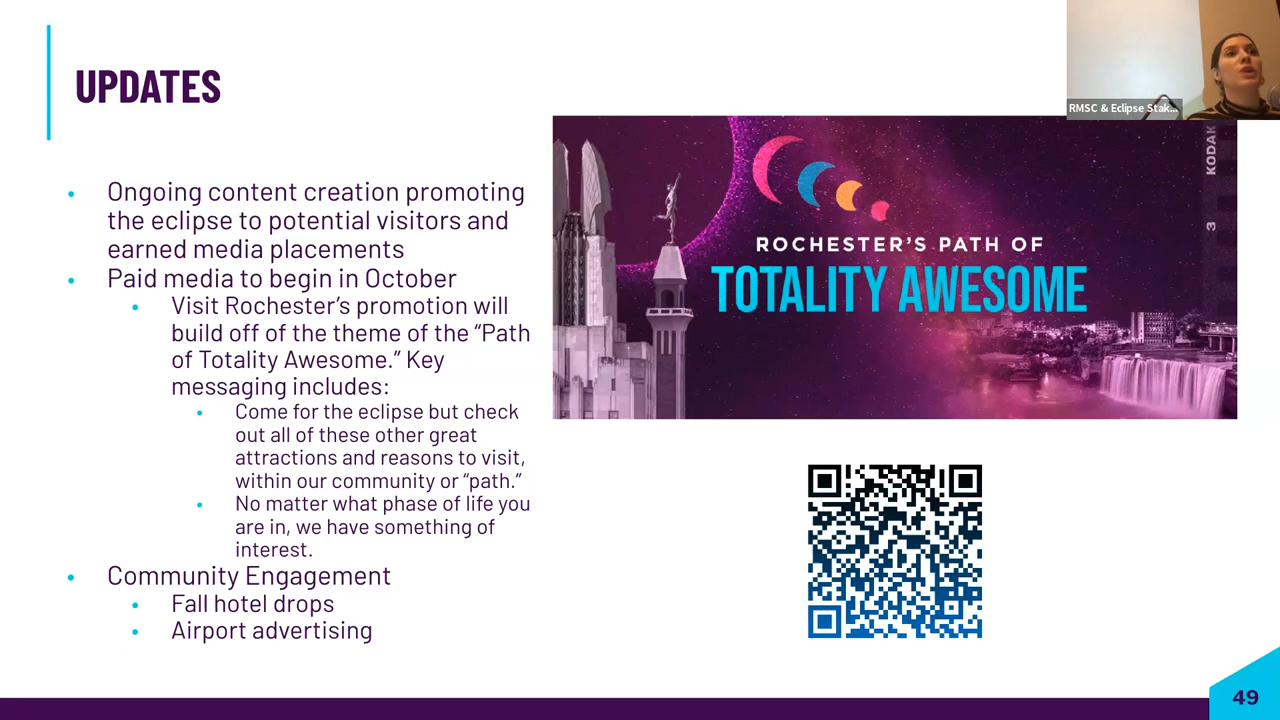 UPDATES
RMSC & Eclipse Stak...
• Ongoing content creation promoting
the eclipse to potential visitors and
earned media placements
• Paid media to begin in October
• Visit Rochester’s promotion will
build off of the theme of the “Path
of Totality Awesome.” Key
messaging includes:
• Come for the eclipse but check
out all of these other great
attractions and reasons to visit,
within our community or “path.”
• No matter what phase of life you
are in, we have something of
interest.
• Community Engagement
• Fall hotel drops
• Airport advertising
ROCHESTER’S PATH OF
TOTALITY AWESOME
KODAK
3
49